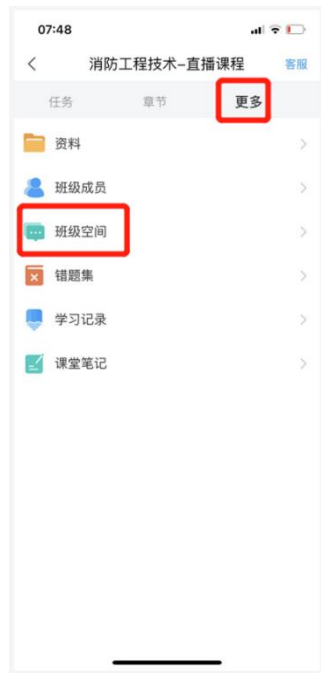 07:48
消防工程技术-直播课程 客服
任务 章节 更多
资料
班级成员
班级空间
错题集
学习记录
课堂笔记